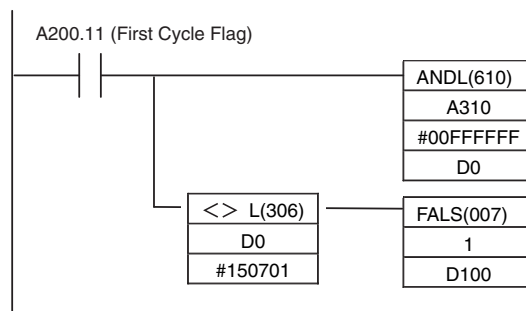 A200.11 (First Cycle Flag)
ANDL(610)
A310
#00FFFFFF
D0
<> L(306)
D0
#150701
FALS(007)
1
D100